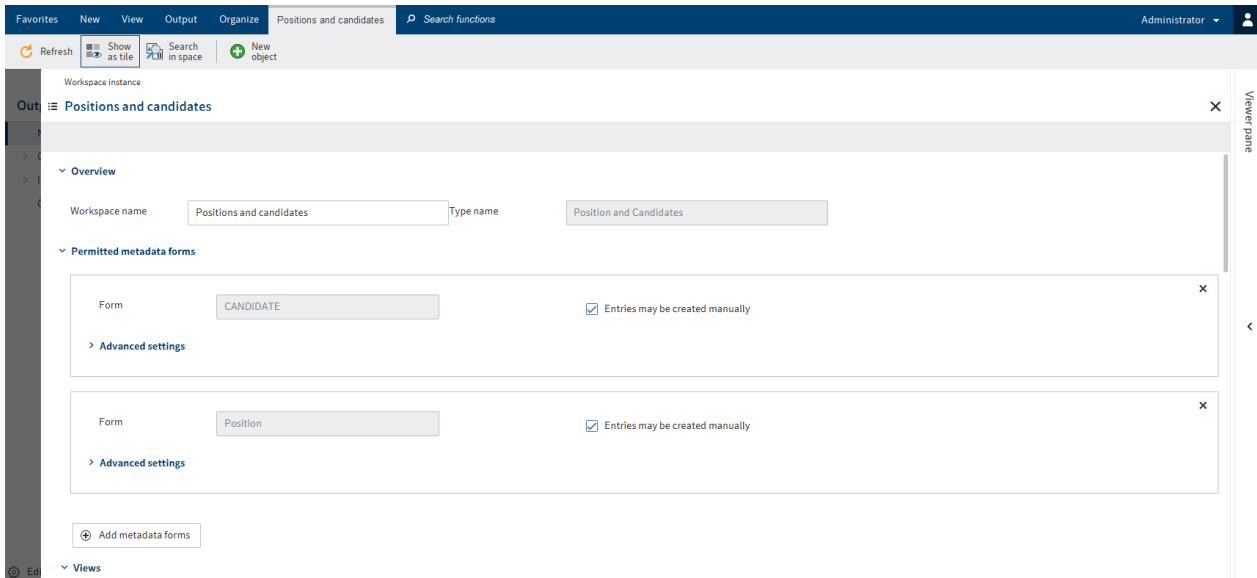 Favorites New View Output Organize Positions and candidates Search functions Administrator
Refresh Show as tile Search in space New object
Workspace instance
Positions and candidates
Viewer pane
Overview
Workspace name Positions and candidates Type name Position and Candidates
Permitted metadata forms
Form CANDIDATE Entries may be created manually
Advanced settings
Form Position Entries may be created manually
Advanced settings
Add metadata forms
Views